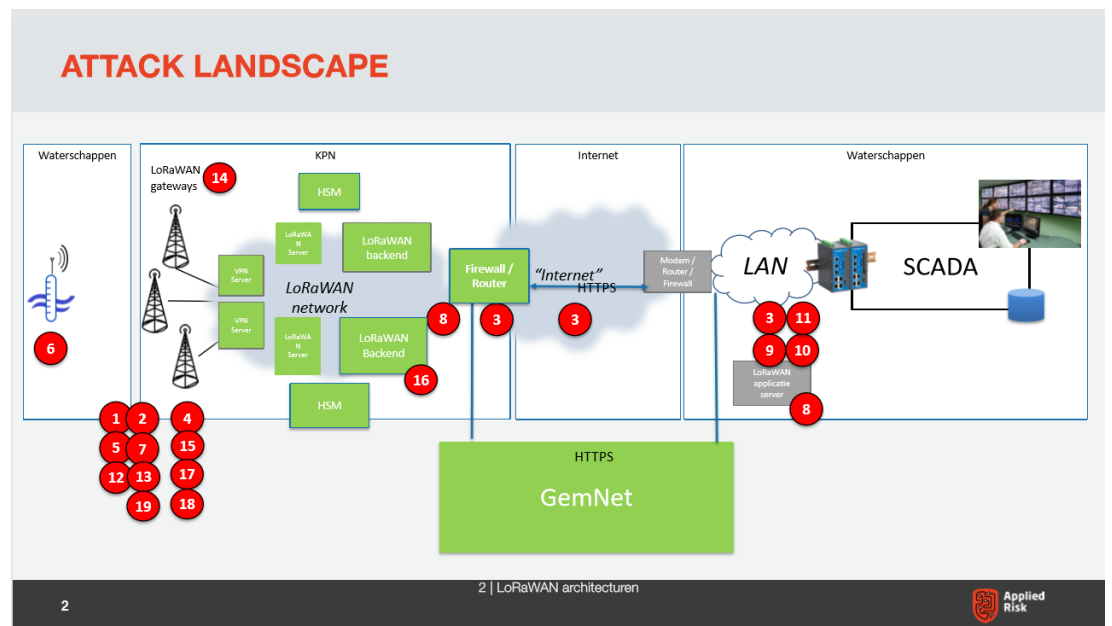 ATTACK LANDSCAPE
Waterschappen
KPN
Internet
Waterschappen
LoRaWAN
gateways
14
HSM
LoRaWA
N
Server
LoRaWAN
backend
VPN
Server
LoRaWAN
network
VPN
Server
LoRaWA
N
Server
LoRaWAN
Backend
16
HSM
Firewall /
Router
8
3
"Internet"
HTTPS
3
Modem /
Router /
Firewall
LAN
SCADA
3
11
9
10
LoRaWAN
applicatie
server
8
6
1
2
4
5
7
15
12
13
17
19
18
HTTPS
GemNet
2 | LoRaWAN architecturen
2
Applied
Risk